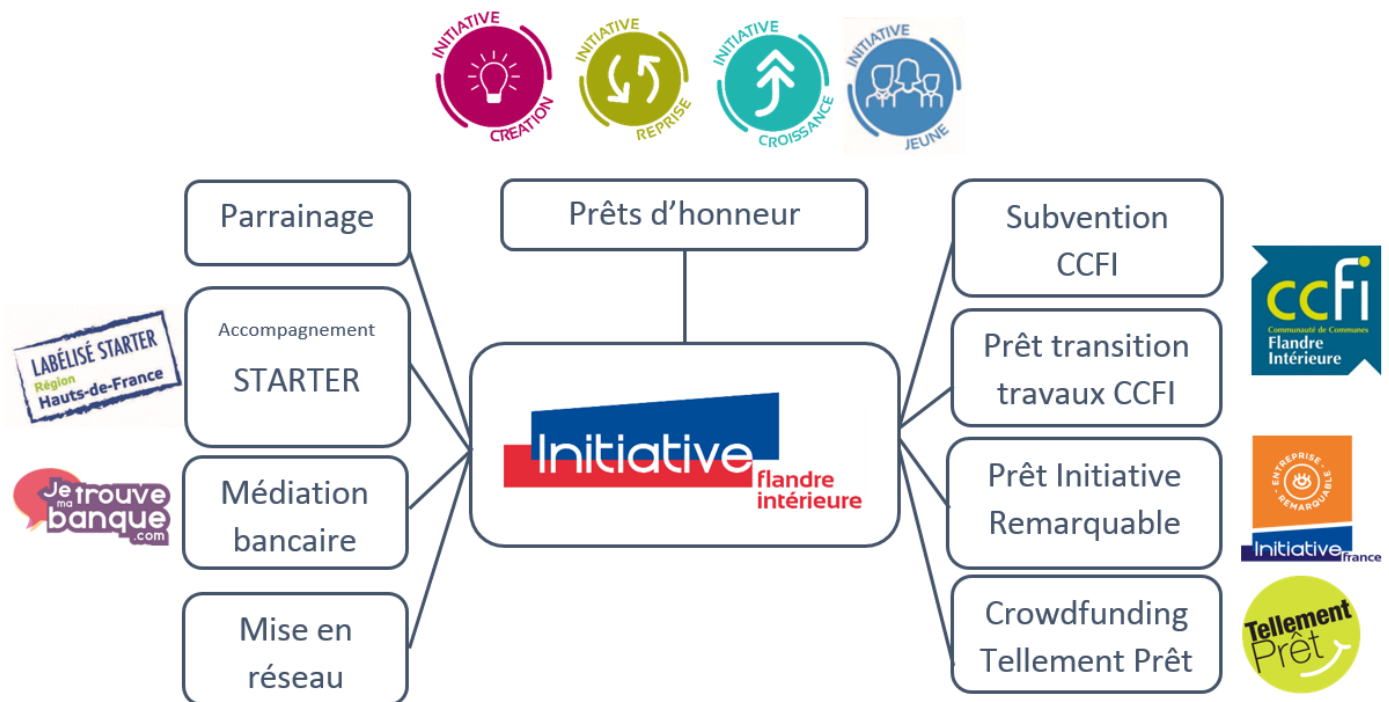 INITIATIVE
CREATION
INITIATIVE
REPRISE
INITIATIVE
CROISSANCE
INITIATIVE
JEUNE
Parrainage
Prêts d’honneur
Subvention
CCFI
ccfi
Communauté de Communes
Flandre
Intérieure
LABÉLISÉ STARTER
Région
Hauts-de-France
Accompagnement
STARTER
Prêt transition
travaux CCFI
Initiative
flandre
intérieure
Je trouve
ma
banque
.com
Médiation
bancaire
Prêt Initiative
Remarquable
- ENTREPRISE -
REMARQUABLE
Initiative
france
Mise en
réseau
Crowdfunding
Tellement Prêt
Tellement
Prêt